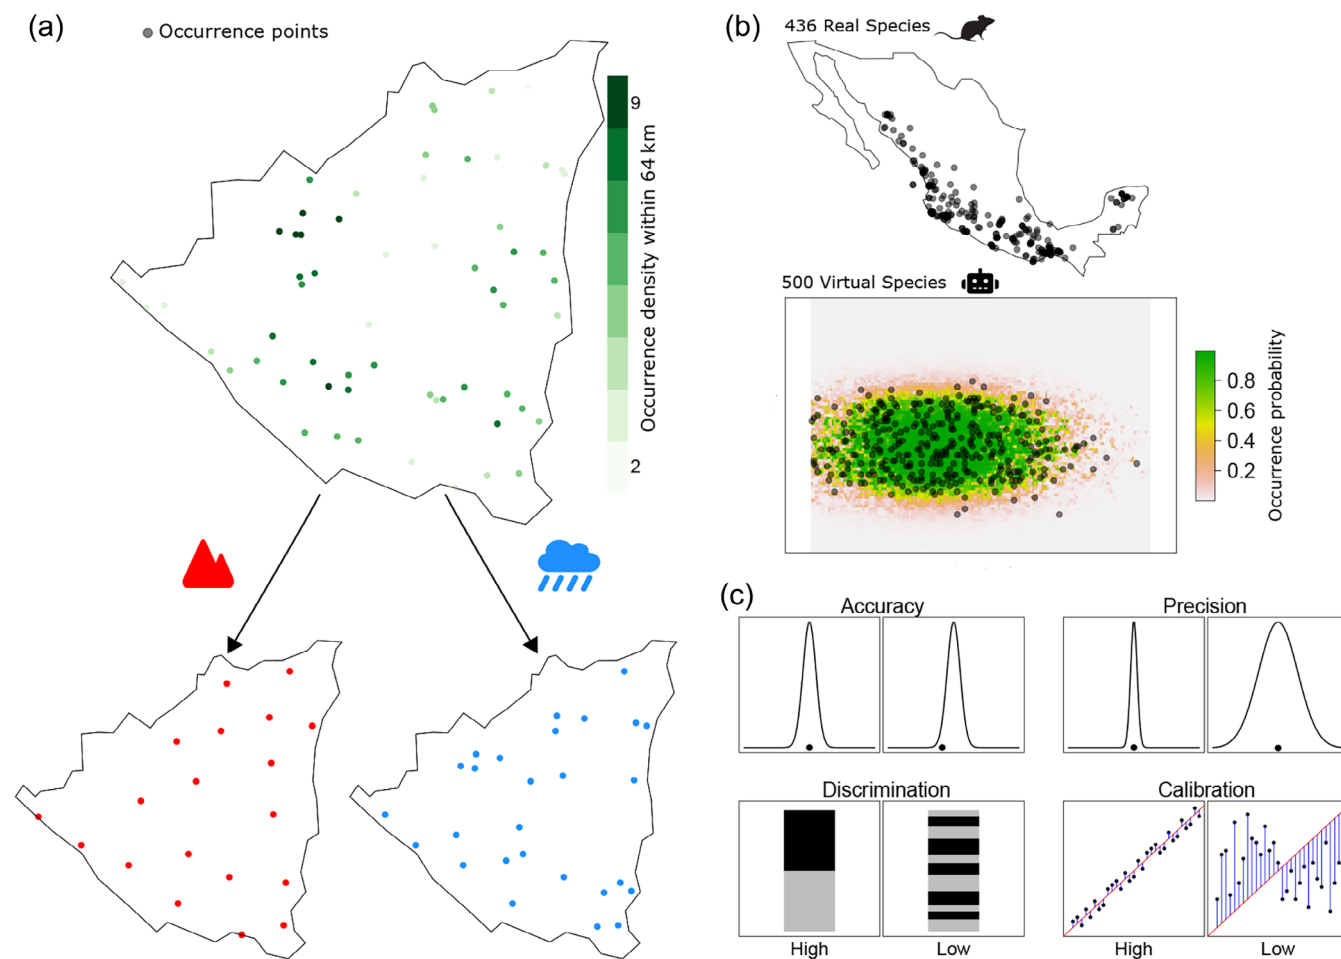 (a)
Occurrence points
9
Occurrence density within 64 km
2
(b)
436 Real Species
500 Virtual Species
0.8
0.6
0.4
0.2
Occurrence probability
(c)
Accuracy
Precision
Discrimination
Calibration
High
Low
High
Low